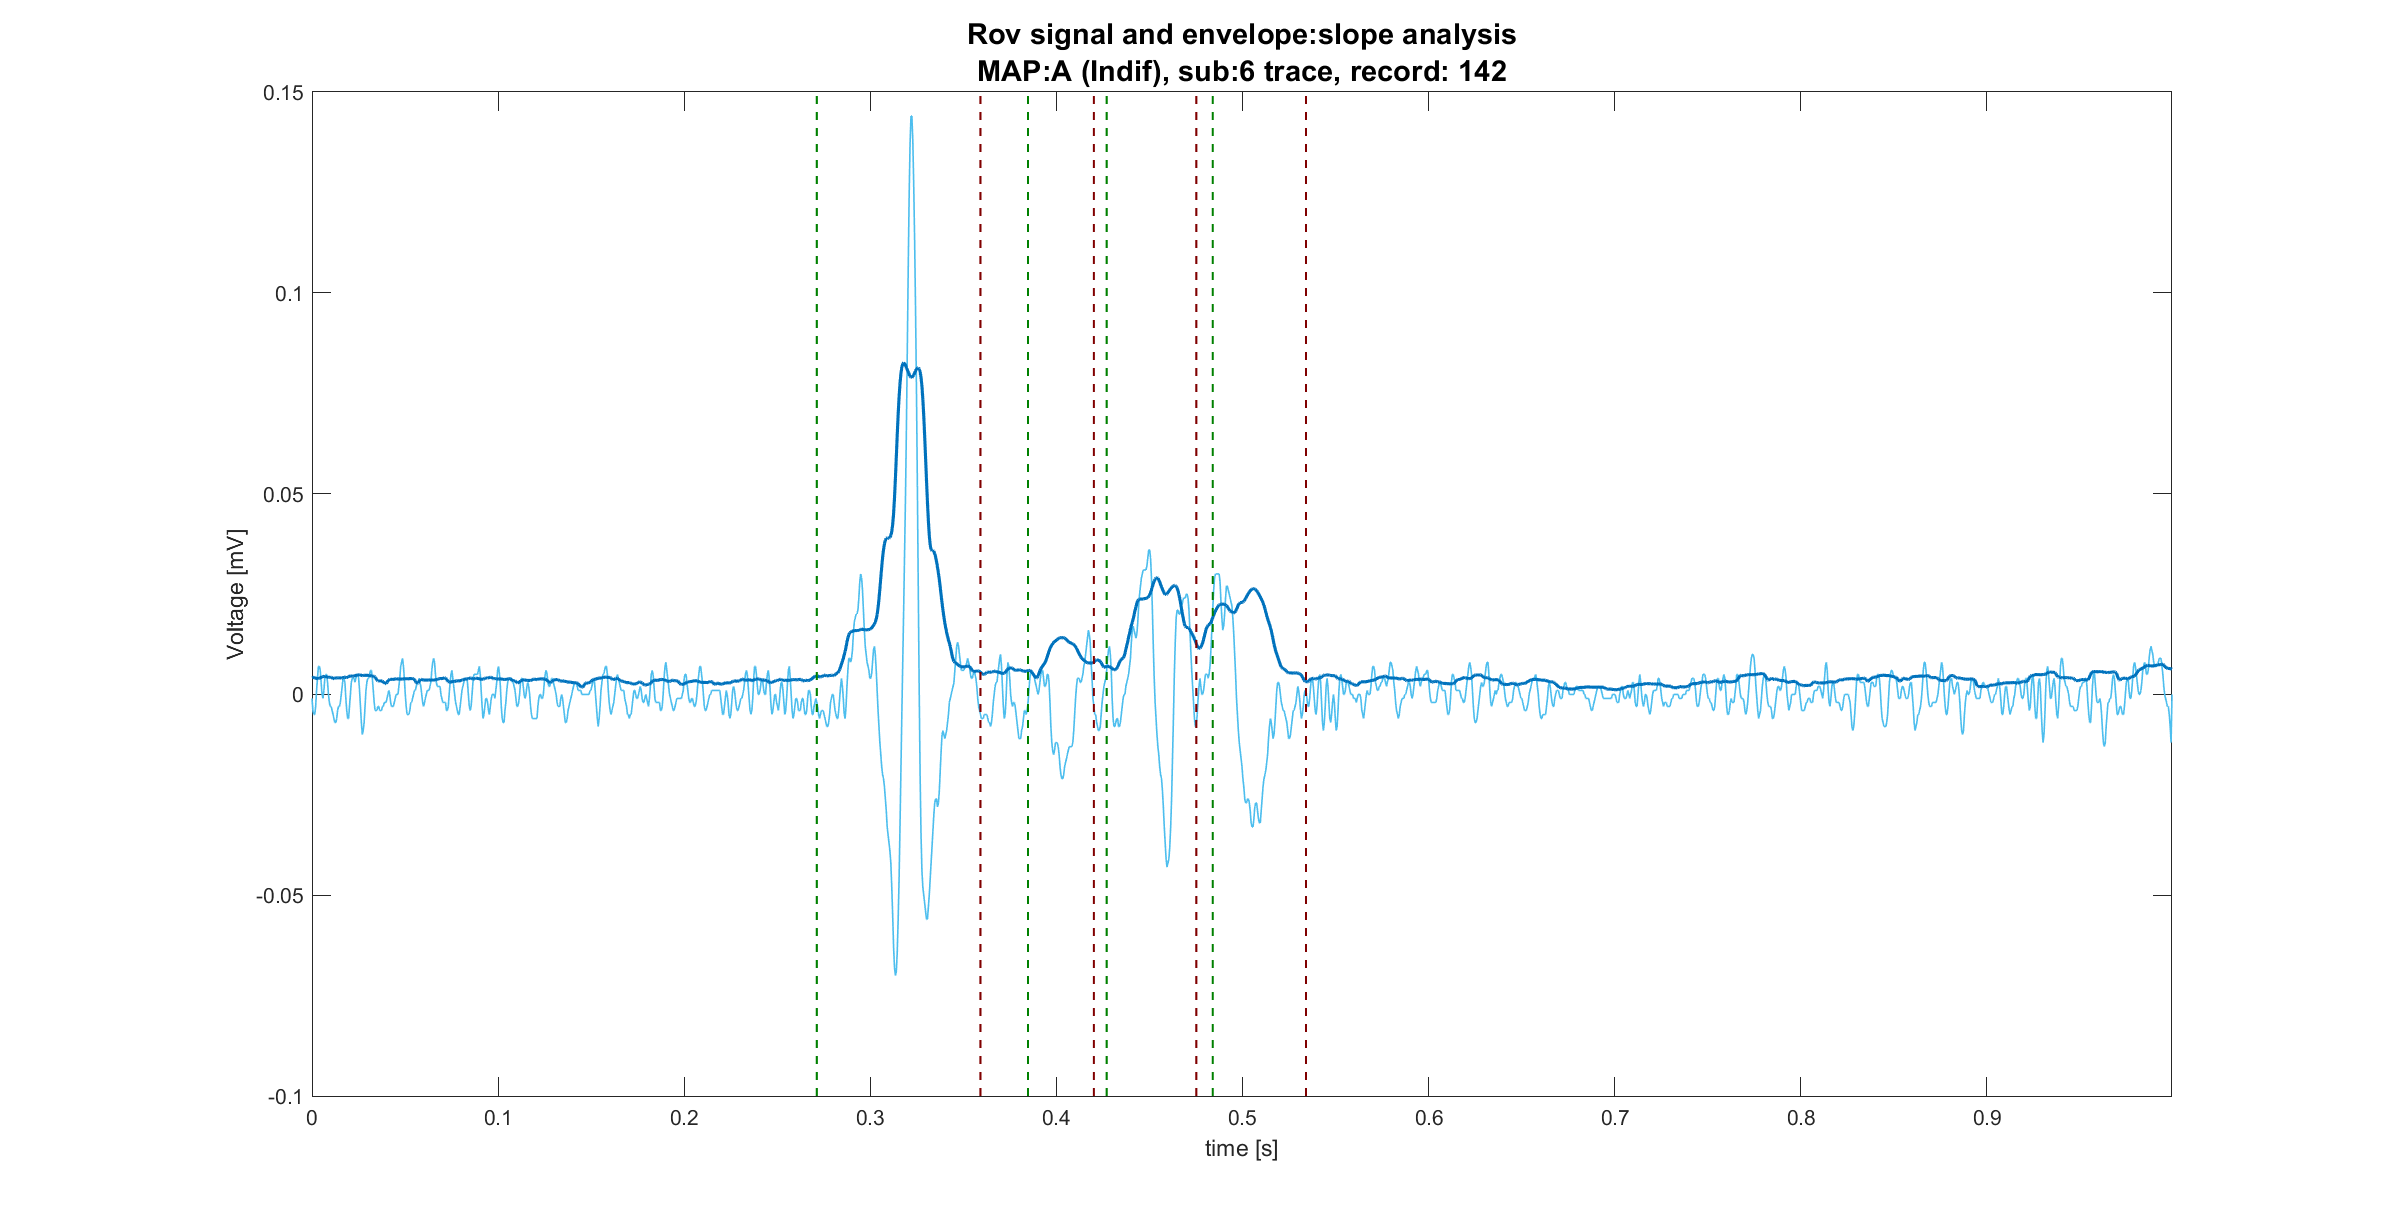 Rov signal and envelope:slope analysis
MAP:A (Indif), sub:6 trace, record: 142
0.15
0.1
0.05
0
-0.05
-0.1
Voltage [mV]
0 0.1 0.2 0.3 0.4 0.5 0.6 0.7 0.8 0.9
time [s]